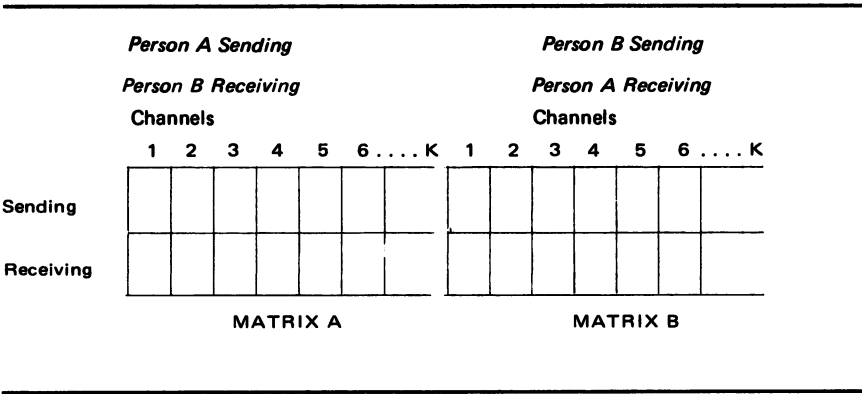 Person A Sending
Person B Receiving
Channels
1 2 3 4 5 6 .... K
Person B Sending
Person A Receiving
Channels
1 2 3 4 5 6 .... K
Sending
Receiving
MATRIX A
MATRIX B